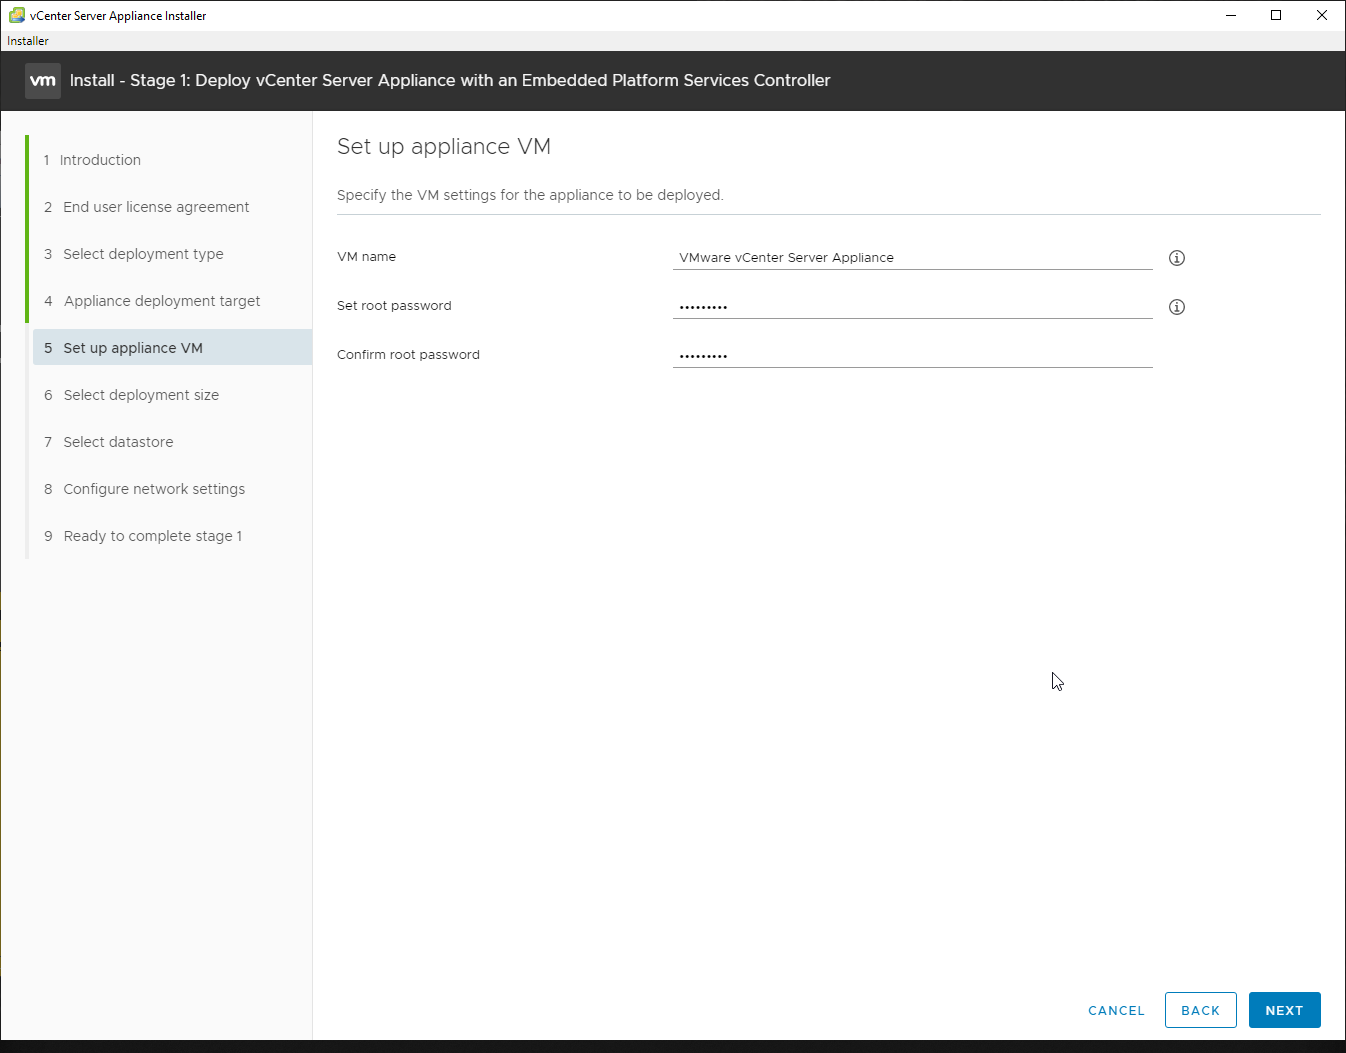 vCenter Server Appliance Installer
Installer
vm Install - Stage 1: Deploy vCenter Server Appliance with an Embedded Platform Services Controller
1 Introduction
2 End user license agreement
3 Select deployment type
4 Appliance deployment target
5 Set up appliance VM
6 Select deployment size
7 Select datastore
8 Configure network settings
9 Ready to complete stage 1
Set up appliance VM
Specify the VM settings for the appliance to be deployed.
VM name VMware vCenter Server Appliance
Set root password •••••••••
Confirm root password •••••••••
CANCEL BACK NEXT